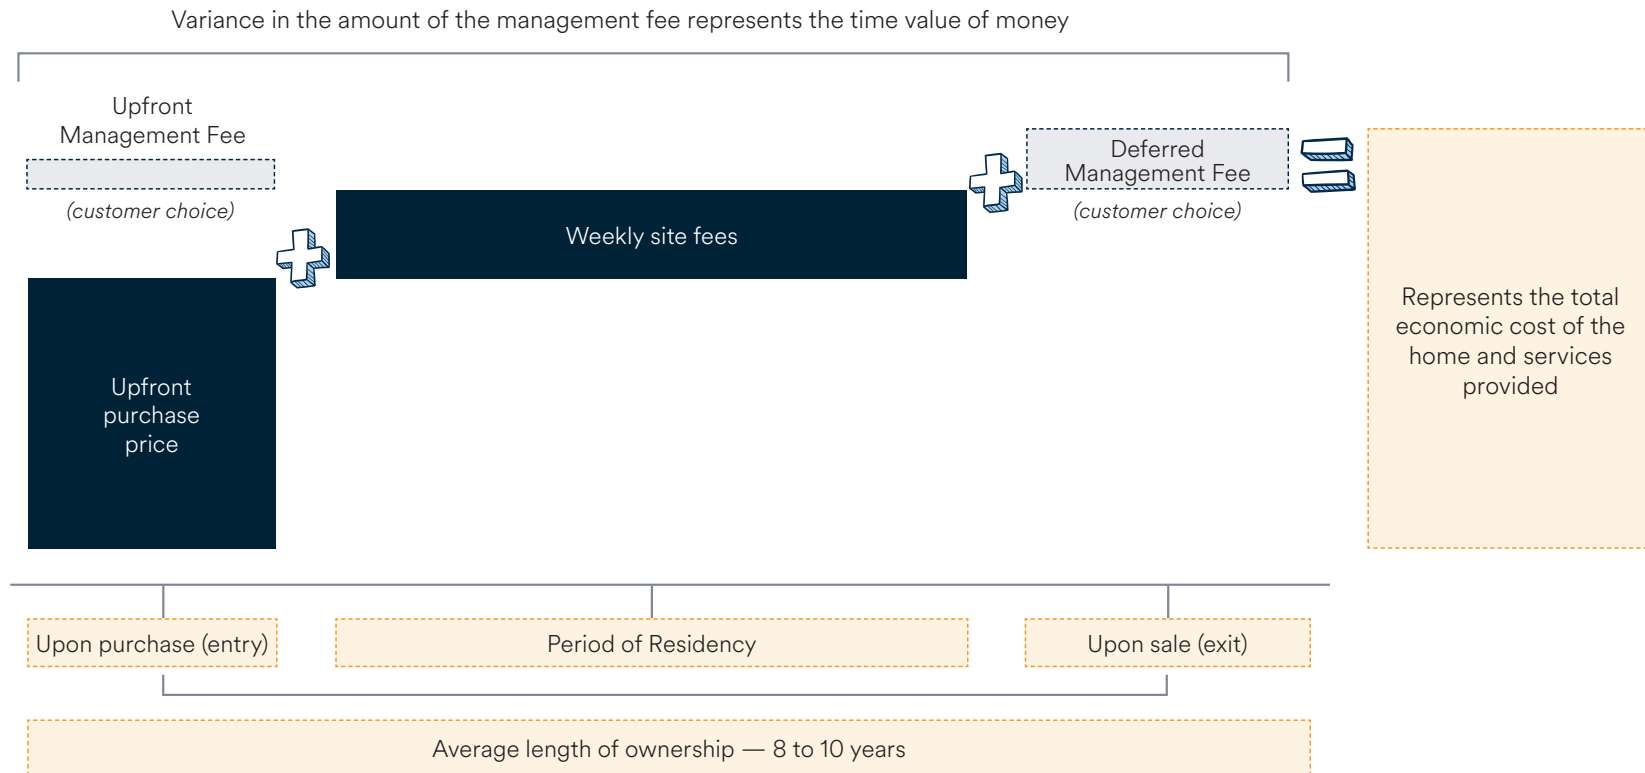 Variance in the amount of the management fee represents the time value of money
Upfront
Management Fee
(customer choice)
Upfront
purchase
price
Weekly site fees
Deferred
Management Fee
(customer choice)
Represents the total
economic cost of the
home and services
provided
Upon purchase (entry)
Period of Residency
Upon sale (exit)
Average length of ownership — 8 to 10 years